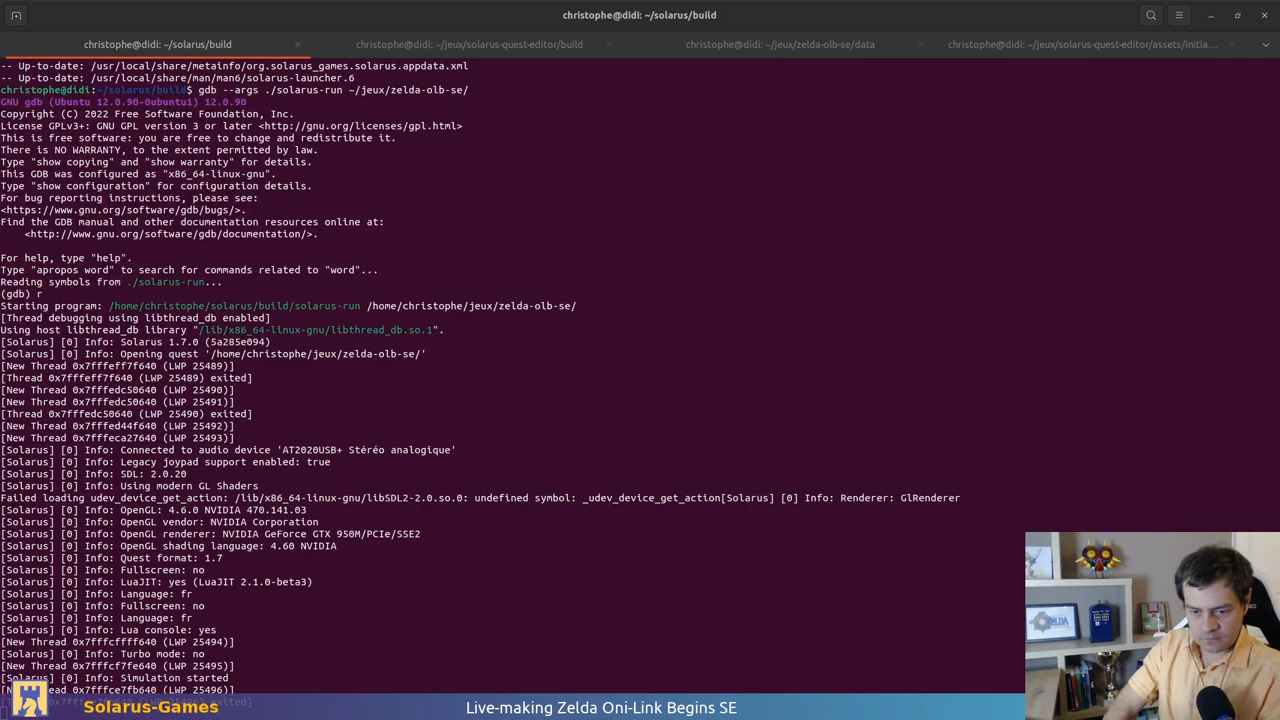 christophe@didi: ~/solarus/build
christophe@didi: ~/solarus/build
christophe@didi: ~/jeux/solarus-quest-editor/build
christophe@didi: ~/jeux/zelda-olb-se/data
christophe@didi: ~/jeux/solarus-quest-editor/assets/initia...
-- Up-to-date: /usr/local/share/metainfo/org.solarus_games.solarus.appdata.xml
-- Up-to-date: /usr/local/share/man/man6/solarus-launcher.6
christophe@didi:~/solarus/build$ gdb --args ./solarus-run ~/jeux/zelda-olb-se/
GNU gdb (Ubuntu 12.0.90-0ubuntu1) 12.0.90
Copyright (C) 2022 Free Software Foundation, Inc.
License GPLv3+: GNU GPL version 3 or later <http://gnu.org/licenses/gpl.html>
This is free software: you are free to change and redistribute it.
There is NO WARRANTY, to the extent permitted by law.
Type "show copying" and "show warranty" for details.
This GDB was configured as "x86_64-linux-gnu".
Type "show configuration" for configuration details.
For bug reporting instructions, please see:
<https://www.gnu.org/software/gdb/bugs/>.
Find the GDB manual and other documentation resources online at:
<http://www.gnu.org/software/gdb/documentation/>.
For help, type "help".
Type "apropos word" to search for commands related to "word"...
Reading symbols from ./solarus-run...
(gdb) r
Starting program: /home/christophe/solarus/build/solarus-run /home/christophe/jeux/zelda-olb-se/
[Thread debugging using libthread_db enabled]
Using host libthread_db library "/lib/x86_64-linux-gnu/libthread_db.so.1".
[Solarus] [0] Info: Solarus 1.7.0 (5a285e094)
[Solarus] [0] Info: Opening quest '/home/christophe/jeux/zelda-olb-se/'
[New Thread 0x7fffeff7f640 (LWP 25489)]
[Thread 0x7fffeff7f640 (LWP 25489) exited]
[New Thread 0x7fffedc50640 (LWP 25490)]
[New Thread 0x7fffedc50640 (LWP 25491)]
[Thread 0x7fffedc50640 (LWP 25490) exited]
[New Thread 0x7fffed44f640 (LWP 25492)]
[New Thread 0x7fffeca27640 (LWP 25493)]
[Solarus] [0] Info: Connected to audio device 'AT2020USB+ Stéréo analogique'
[Solarus] [0] Info: Legacy joypad support enabled: true
[Solarus] [0] Info: SDL: 2.0.20
[Solarus] [0] Info: Using modern GL Shaders
Failed loading udev_device_get_action: /lib/x86_64-linux-gnu/libSDL2-2.0.so.0: undefined symbol: _udev_device_get_action[Solarus] [0] Info: Renderer: GlRenderer
[Solarus] [0] Info: OpenGL: 4.6.0 NVIDIA 470.141.03
[Solarus] [0] Info: OpenGL vendor: NVIDIA Corporation
[Solarus] [0] Info: OpenGL renderer: NVIDIA GeForce GTX 950M/PCIe/SSE2
[Solarus] [0] Info: OpenGL shading language: 4.60 NVIDIA
[Solarus] [0] Info: Quest format: 1.7
[Solarus] [0] Info: Fullscreen: no
[Solarus] [0] Info: LuaJIT: yes (LuaJIT 2.1.0-beta3)
[Solarus] [0] Info: Language: fr
[Solarus] [0] Info: Fullscreen: no
[Solarus] [0] Info: Language: fr
[Solarus] [0] Info: Lua console: yes
[New Thread 0x7fffcffff640 (LWP 25494)]
[Solarus] [0] Info: Turbo mode: no
[New Thread 0x7fffcf7fe640 (LWP 25495)]
[Solarus] [0] Info: Simulation started
Thread 0x7fffce7fb640 (LWP 25496)]
exited]
Solarus-Games
Live-making Zelda Oni-Link Begins SE